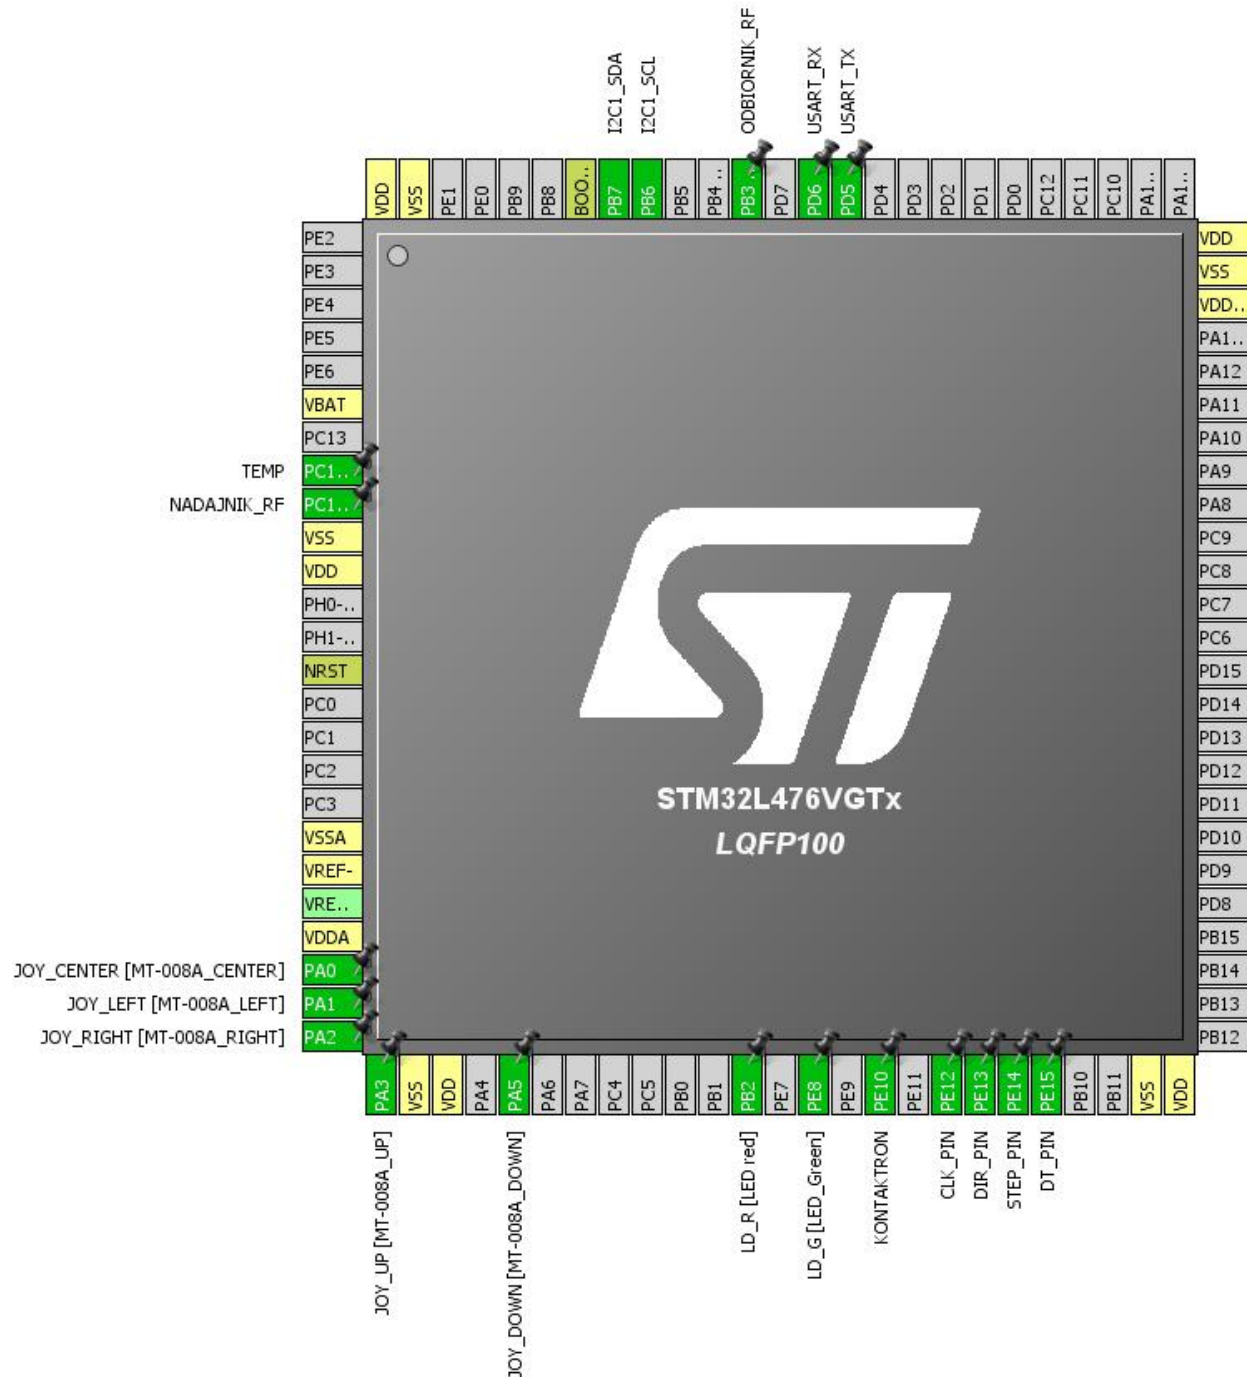 I2C1_SDA
I2C1_SCL
ODBIORNIK_RF
USART_RX
USART_TX
VDD
VSS
PE1
PE0
PB9
PB8
BOO..
PB7
PB6
PB5
PB4 ..
PB3 ..
PD7
PD6
PD5
PD4
PD3
PD2
PD1
PD0
PC12
PC11
PC10
PA1..
PA1..
PE2
PE3
PE4
PE5
PE6
VBAT
PC13
TEMP PC1..
NADAJNIK_RF PC1..
VSS
VDD
PH0-..
PH1-..
NRST
PC0
PC1
PC2
PC3
VSSA
VREF-
VRE..
VDDA
JOY_CENTER [MT-008A_CENTER] PA0
JOY_LEFT [MT-008A_LEFT] PA1
JOY_RIGHT [MT-008A_RIGHT] PA2
STM32L476VGTx
LQFP100
VDD
VSS
VDD..
PA1..
PA12
PA11
PA10
PA9
PA8
PC9
PC8
PC7
PC6
PD15
PD14
PD13
PD12
PD11
PD10
PD9
PD8
PB15
PB14
PB13
PB12
PA3
VSS
VDD
PA4
PA5
PA6
PA7
PC4
PC5
PB0
PB1
PB2
PE7
PE8
PE9
PE10
PE11
PE12
PE13
PE14
PE15
PB10
PB11
VSS
VDD
JOY_UP [MT-008A_UP]
JOY_DOWN [MT-008A_DOWN]
LD_R [LED red]
LD_G [LED_Green]
KONTAKTRON
CLK_PIN
DIR_PIN
STEP_PIN
DT_PIN